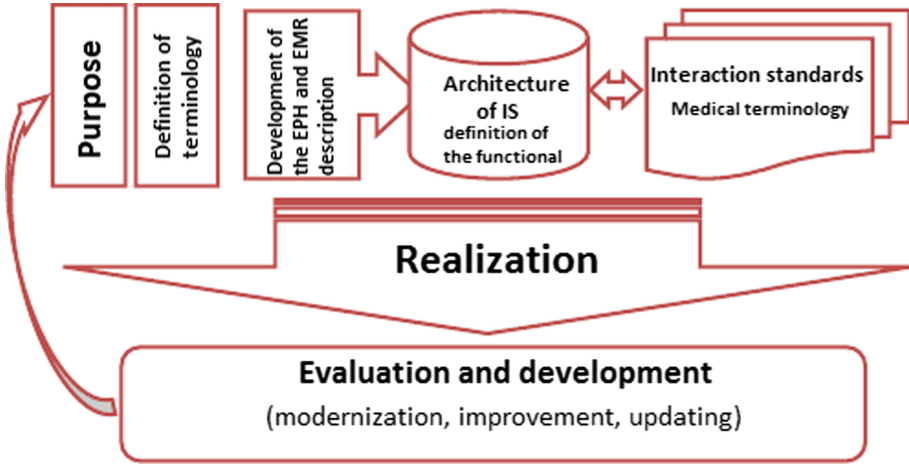 Purpose
Definition of
terminology
Development of
the EPH and EMR
description
Architecture
of IS
definition of
the functional
Interaction standards
Medical terminology
Realization
Evaluation and development
(modernization, improvement, updating)